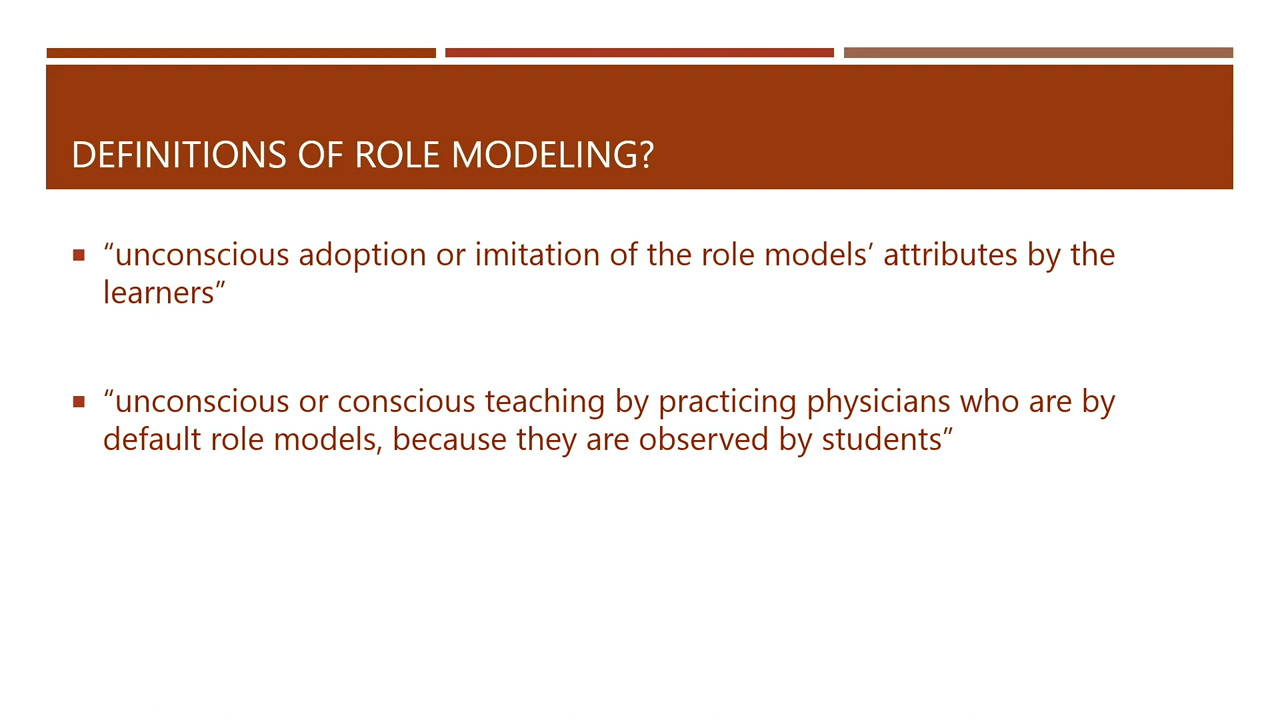 DEFINITIONS OF ROLE MODELING?
“unconscious adoption or imitation of the role models’ attributes by the
learners”
“unconscious or conscious teaching by practicing physicians who are by
default role models, because they are observed by students”